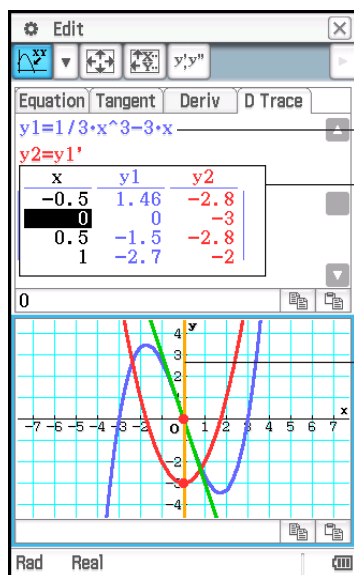 Edit
XY y',y"
Equation Tangent Deriv D Trace
y1=1/3·x^3-3·x
y2=y1'
x y1 y2
-0.5 1.46 -2.8
0 0 -3
0.5 -1.5 -2.8
1 -2.7 -2
0
y
4
3
2
1
x
-7 -6 -5 -4 -3 -2 -1 O 1 2 3 4 5 6 7
-1
-2
-3
-4
Rad Real